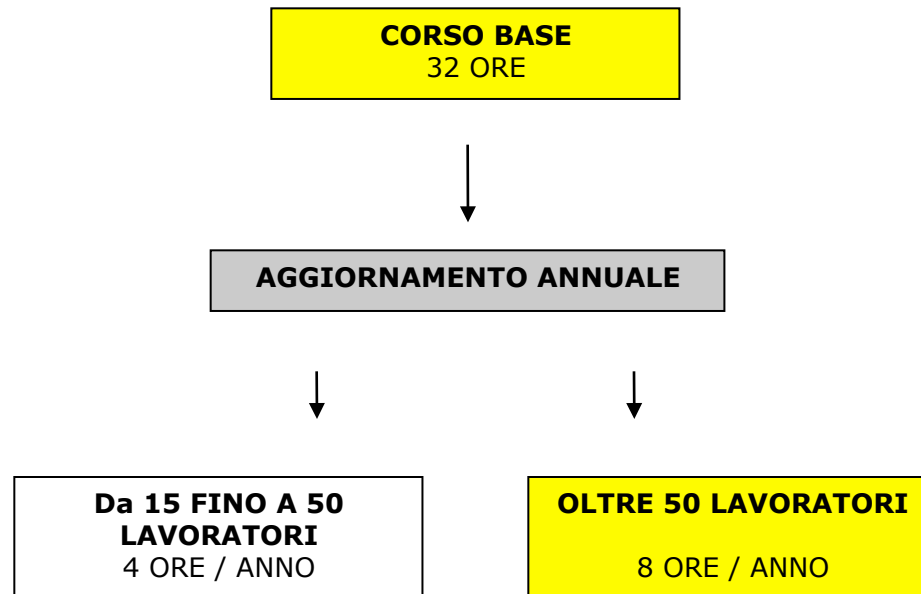 CORSO BASE
32 ORE
AGGIORNAMENTO ANNUALE
Da 15 FINO A 50
LAVORATORI
4 ORE / ANNO
OLTRE 50 LAVORATORI
8 ORE / ANNO